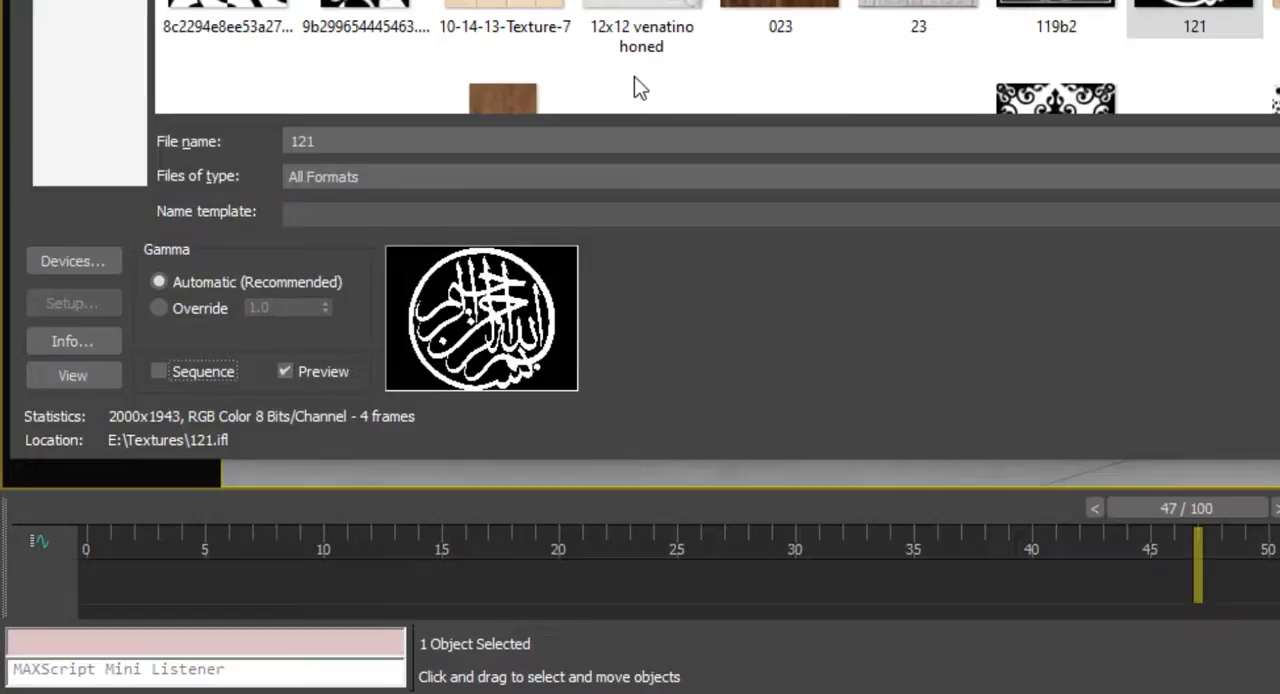 8c2294e8ee53a27... 9b299654445463.... 10-14-13-Texture-7 12x12 venatino honed 023 23 119b2 121
File name: 121
Files of type: All Formats
Name template:
Devices... Gamma
Automatic (Recommended)
Setup... Override 1.0
Info...
View Sequence Preview
بسم الله الرحمن الرحيم
Statistics: 2000x1943, RGB Color 8 Bits/Channel - 4 frames
Location: E:\Textures\121.ifl
< 47 / 100 >
0 5 10 15 20 25 30 35 40 45 50
1 Object Selected
MAXScript Mini Listener Click and drag to select and move objects